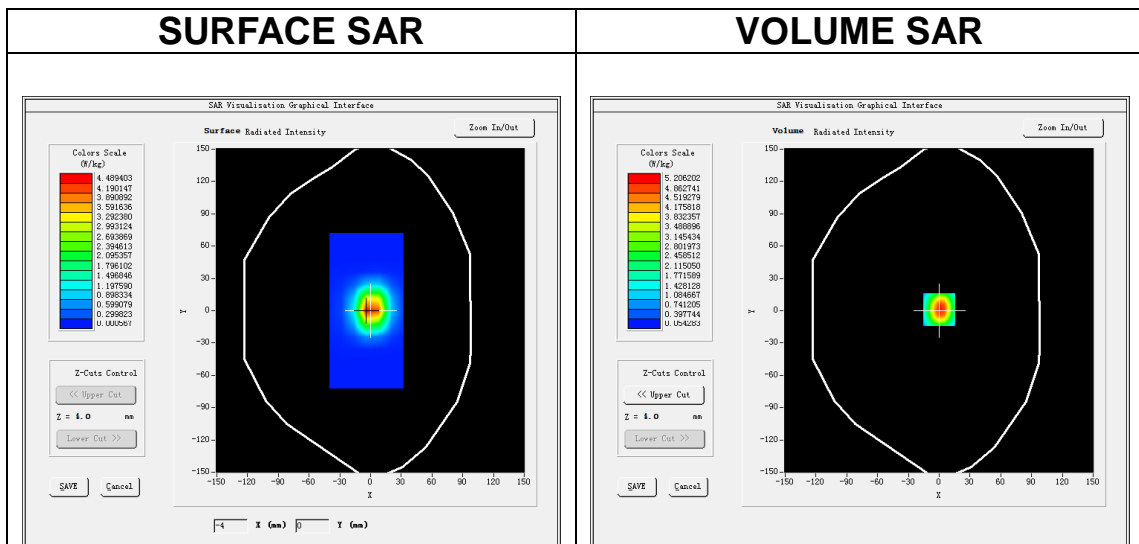 SURFACE SAR
SAR Visualisation Graphical Interface
Surface Radiated Intensity
Zoom In/Out
Colors Scale
(W/kg)
4.489403
4.190147
3.890892
3.591636
3.292380
2.993124
2.693869
2.394613
2.095357
1.796102
1.496846
1.197590
0.898334
0.599079
0.299823
0.000567
Z-Cuts Control
<< Upper Cut
Z = 4.0 mm
Lower Cut >>
SAVE Cancel
150
120
90
60
30
0
-30
-60
-90
-120
-150
Y
-150 -120 -90 -60 -30 0 30 60 90 120 150
X
-4 X (mm) 0 Y (mm)
VOLUME SAR
SAR Visualisation Graphical Interface
Volume Radiated Intensity
Zoom In/Out
Colors Scale
(W/kg)
5.206202
4.862741
4.519279
4.175818
3.832357
3.488896
3.145434
2.801973
2.458512
2.115050
1.771589
1.428128
1.084667
0.741205
0.397744
0.054283
Z-Cuts Control
<< Upper Cut
Z = 4.0 mm
Lower Cut >>
SAVE Cancel
150
120
90
60
30
0
-30
-60
-90
-120
-150
Y
-150 -120 -90 -60 -30 0 30 60 90 120 150
X